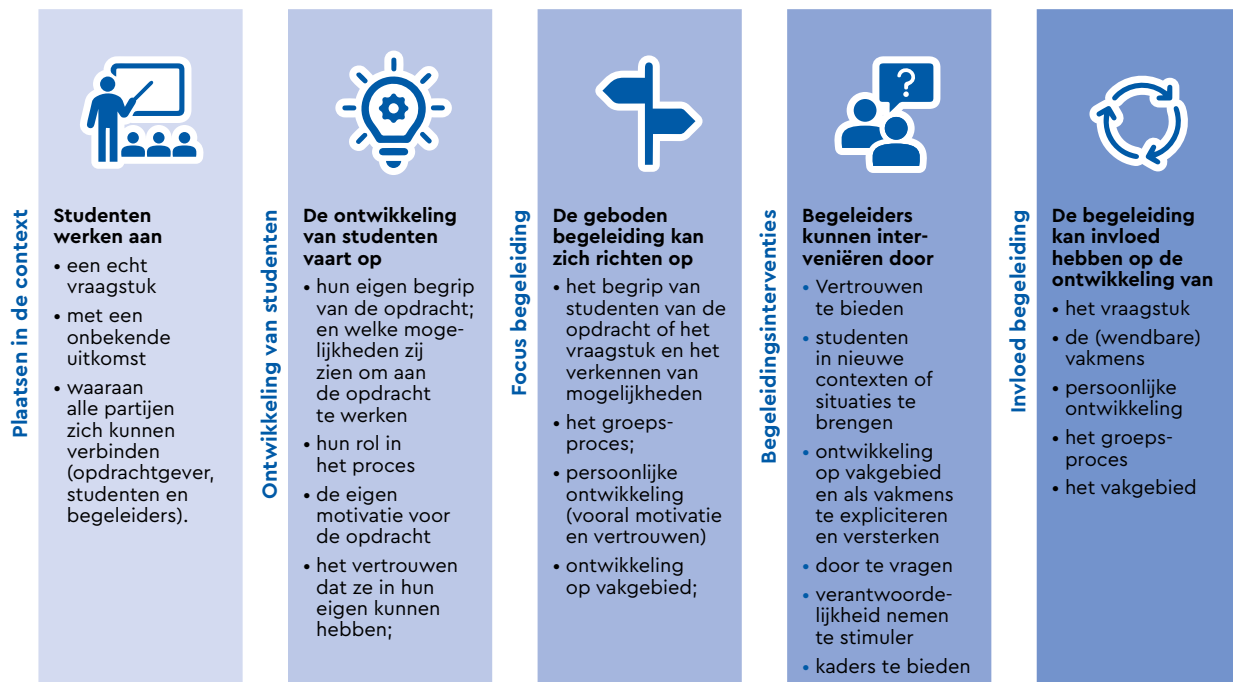 Plaatsen in de context
Studenten
werken aan
• een echt
vraagstuk
• met een
onbekende
uitkomst
• waaraan
alle partijen
zich kunnen
verbinden
(opdrachtgever,
studenten en
begeleiders).
Ontwikkeling van studenten
De ontwikkeling
van studenten
vaart op
• hun eigen begrip
van de opdracht;
en welke moge-
lijkheden zij
zien om aan
de opdracht
te werken
• hun rol in
het proces
• de eigen
motivatie voor
de opdracht
• het vertrouwen
dat ze in hun
eigen kunnen
hebben;
Focus begeleiding
De geboden
begeleiding kan
zich richten op
• het begrip van
studenten van de
opdracht of het
vraagstuk en het
verkennen van
mogelijkheden
• het groeps-
proces;
• persoonlijke
ontwikkeling
(vooral motivatie
en vertrouwen)
• ontwikkeling
op vakgebied;
Begeleidingsinterventies
?
Begeleiders
kunnen inter-
veniëren door
• Vertrouwen
te bieden
• studenten
in nieuwe
contexten of
situaties te
brengen
• ontwikkeling
op vakgebied
en als vakmens
te expliciteren
en versterken
• door te vragen
• verantwoorde-
lijkheid nemen
te stimuler
• kaders te bieden
Invloed begeleiding
De begeleiding
kan invloed
hebben op de
ontwikkeling van
• het vraagstuk
• de (wendbare)
vakmens
• persoonlijke
ontwikkeling
• het groeps-
proces
• het vakgebied